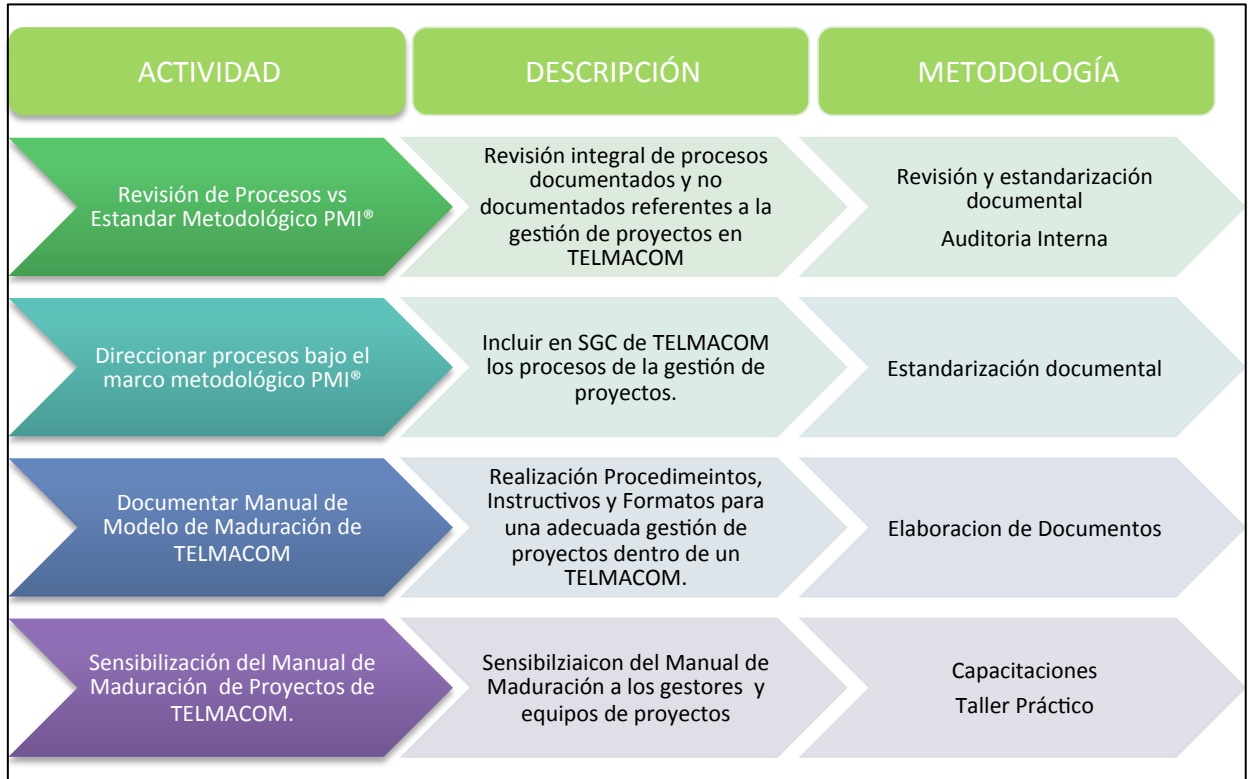 ACTIVIDAD
DESCRIPCIÓN
METODOLOGÍA
Revisión de Procesos vs
Estandar Metodológico PMI®
Revisión integral de procesos
documentados y no
documentados referentes a la
gestión de proyectos en
TELMACOM
Revisión y estandarización
documental
Auditoria Interna
Direccionar procesos bajo el
marco metodológico PMI®
Incluir en SGC de TELMACOM
los procesos de la gestión de
proyectos.
Estandarización documental
Documentar Manual de
Modelo de Maduración de
TELMACOM
Realización Procedimeintos,
Instructivos y Formatos para
una adecuada gestión de
proyectos dentro de un
TELMACOM.
Elaboracion de Documentos
Sensibilización del Manual de
Maduración de Proyectos de
TELMACOM.
Sensibilziaicon del Manual de
Maduración a los gestores y
equipos de proyectos
Capacitaciones
Taller Práctico